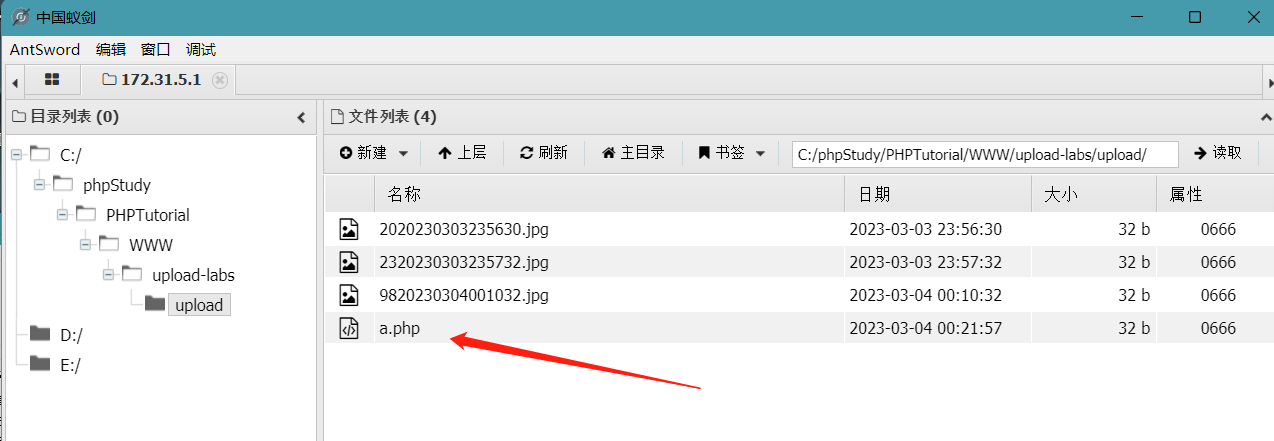 中国蚁剑
AntSword 编辑 窗口 调试
172.31.5.1
目录列表 (0)
文件列表 (4)
新建 上层 刷新 主目录 书签 C:/phpStudy/PHPTutorial/WWW/upload-labs/upload/ 读取
C:/
phpStudy
PHPTutorial
WWW
upload-labs
upload
D:/
E:/
名称 日期 大小 属性
2020230303235630.jpg 2023-03-03 23:56:30 32 b 0666
2320230303235732.jpg 2023-03-03 23:57:32 32 b 0666
9820230304001032.jpg 2023-03-04 00:10:32 32 b 0666
a.php 2023-03-04 00:21:57 32 b 0666